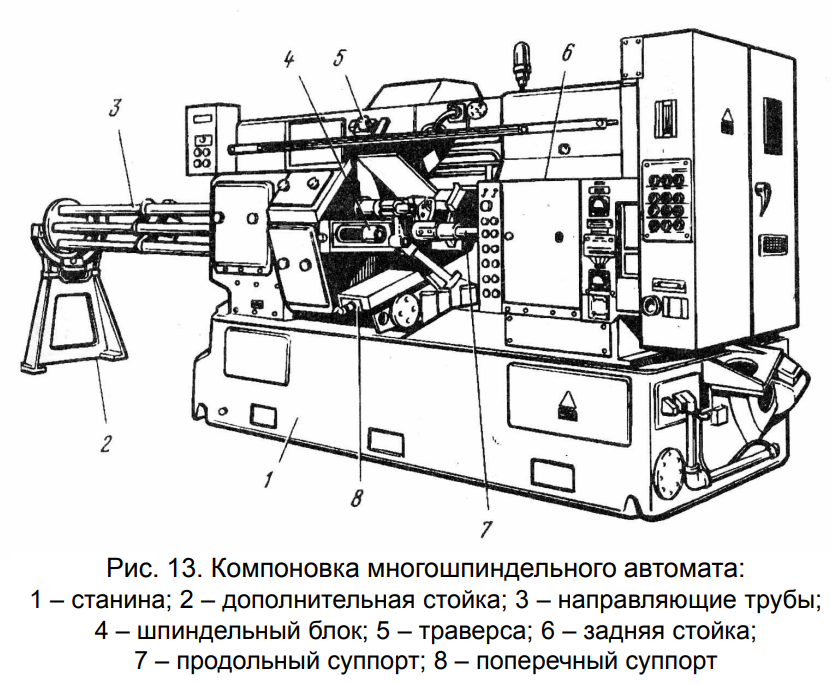 4
5
6
3
2
1
8
7
Рис. 13. Компоновка многошпиндельного автомата:
1 – станина; 2 – дополнительная стойка; 3 – направляющие трубы;
4 – шпиндельный блок; 5 – траверса; 6 – задняя стойка;
7 – продольный суппорт; 8 – поперечный суппорт